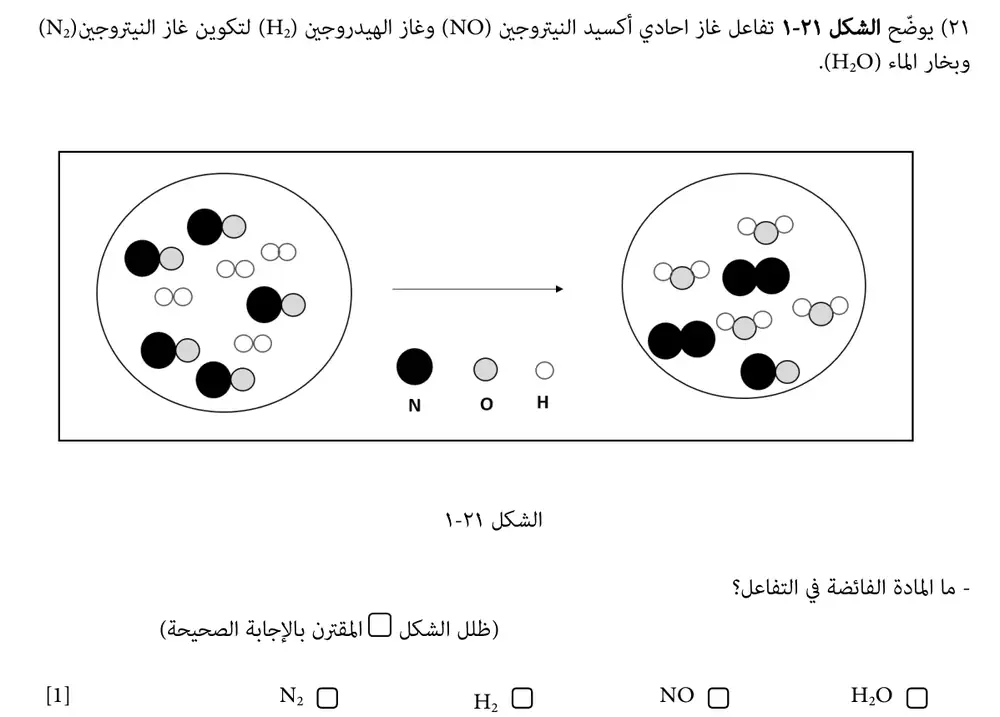 ٢١) يوضّح الشكل ٢١-١ تفاعل غاز احادي أكسيد النيتروجين (NO) وغاز الهيدروجين (H₂) لتكوين غاز النيتروجين(N₂)
وبخار الماء (H₂O).
N O H
الشكل ٢١-١
- ما المادة الفائضة في التفاعل؟
(ظلل الشكل المقترن بالإجابة الصحيحة)
H₂O NO H₂ N₂ [1]